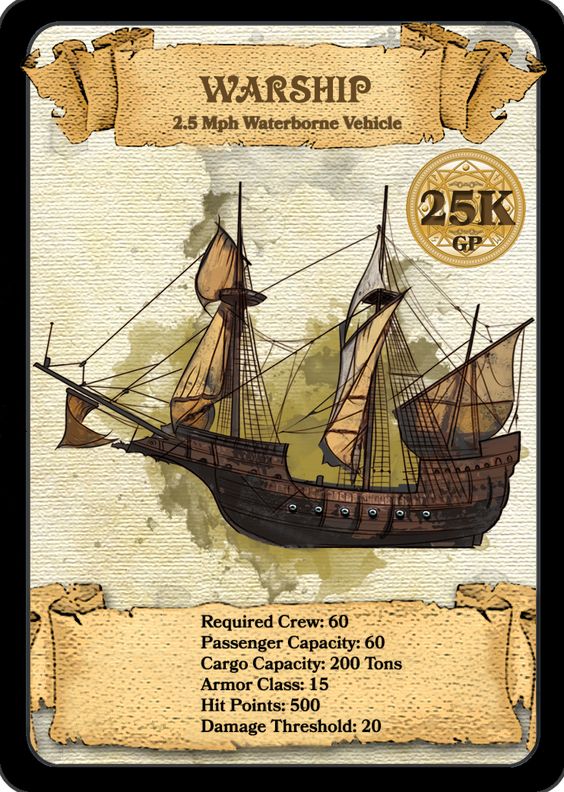 WARSHIP
2.5 Mph Waterborne Vehicle
25K
GP
Required Crew: 60
Passenger Capacity: 60
Cargo Capacity: 200 Tons
Armor Class: 15
Hit Points: 500
Damage Threshold: 20